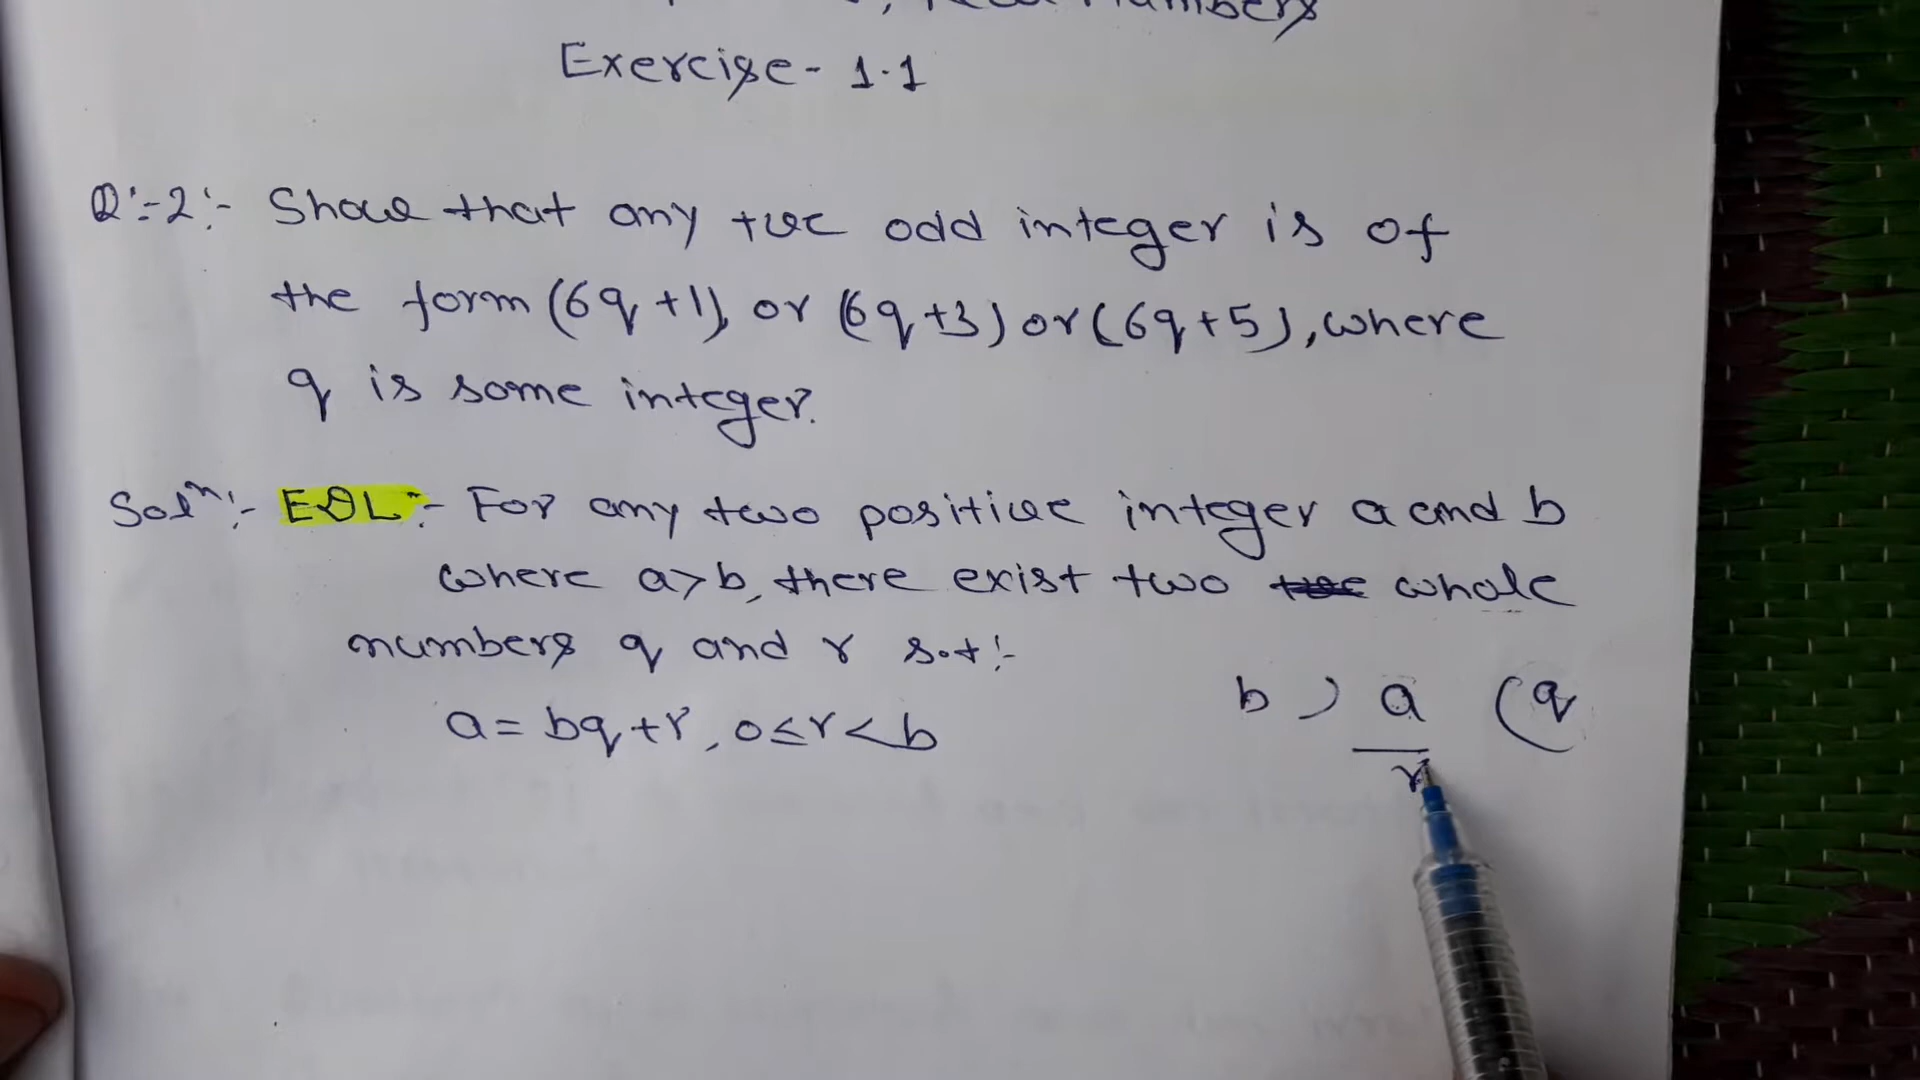 Numbers
Exercise - 1.1
Q:-2:- Show that any +ve odd integer is of
the form (6q+1), or (6q+3) or (6q+5), where
q is some integer.
Solⁿ:- EDL:- For any two positive integer a and b
where a>b, there exist two whole
numbers q and r s.t:-
a = bq+r, 0≤r<b
b ) a (q
r